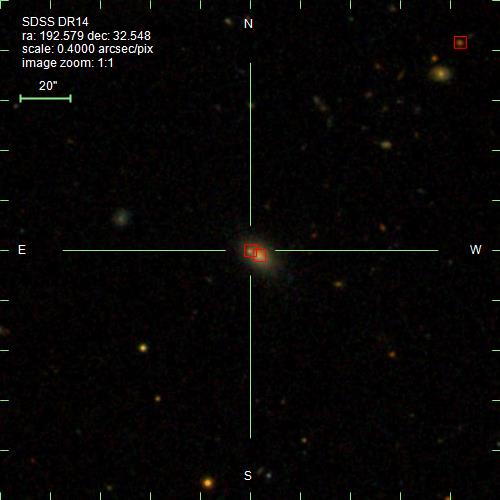 SDSS DR14
ra: 192.579 dec: 32.548
scale: 0.4000 arcsec/pix
image zoom: 1:1
20"
N
E
W
S